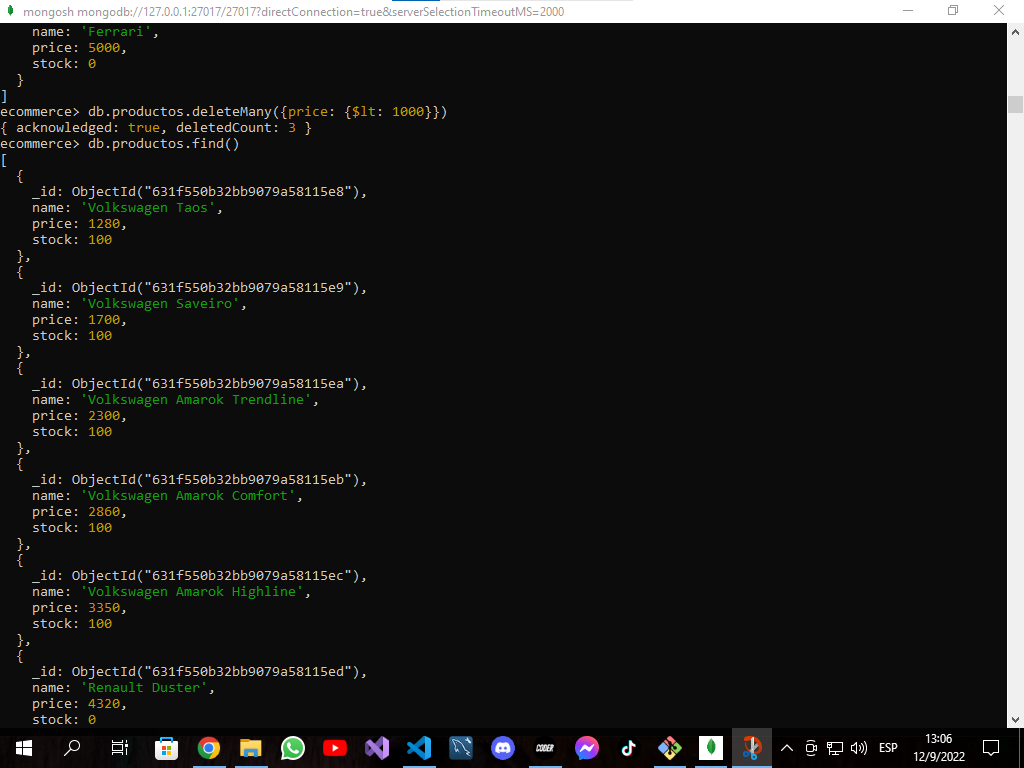 mongosh mongodb://127.0.0.1:27017/27017?directConnection=true&serverSelectionTimeoutMS=2000
    name: 'Ferrari',
    price: 5000,
    stock: 0
  }
]
ecommerce> db.productos.deleteMany({price: {$lt: 1000}})
{ acknowledged: true, deletedCount: 3 }
ecommerce> db.productos.find()
[
  {
    _id: ObjectId("631f550b32bb9079a58115e8"),
    name: 'Volkswagen Taos',
    price: 1280,
    stock: 100
  },
  {
    _id: ObjectId("631f550b32bb9079a58115e9"),
    name: 'Volkswagen Saveiro',
    price: 1700,
    stock: 100
  },
  {
    _id: ObjectId("631f550b32bb9079a58115ea"),
    name: 'Volkswagen Amarok Trendline',
    price: 2300,
    stock: 100
  },
  {
    _id: ObjectId("631f550b32bb9079a58115eb"),
    name: 'Volkswagen Amarok Comfort',
    price: 2860,
    stock: 100
  },
  {
    _id: ObjectId("631f550b32bb9079a58115ec"),
    name: 'Volkswagen Amarok Highline',
    price: 3350,
    stock: 100
  },
  {
    _id: ObjectId("631f550b32bb9079a58115ed"),
    name: 'Renault Duster',
    price: 4320,
    stock: 0
CODER
ESP
13:06
12/9/2022